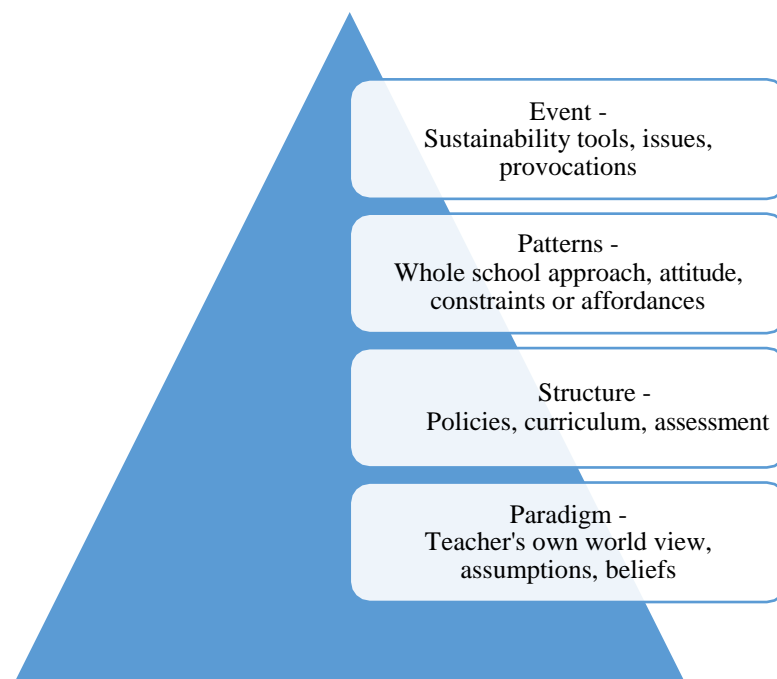 Event -
Sustainability tools, issues,
provocations
Patterns -
Whole school approach, attitude,
constraints or affordances
Structure -
Policies, curriculum, assessment
Paradigm -
Teacher's own world view,
assumptions, beliefs